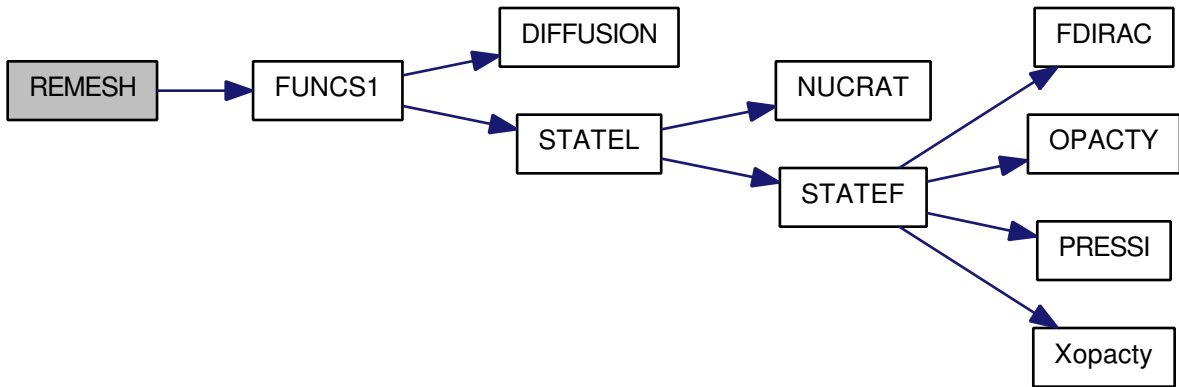 REMESH
FUNCS1
DIFFUSION
STATEL
NUCRAT
STATEF
FDIRAC
OPACTY
PRESSI
Xopacty